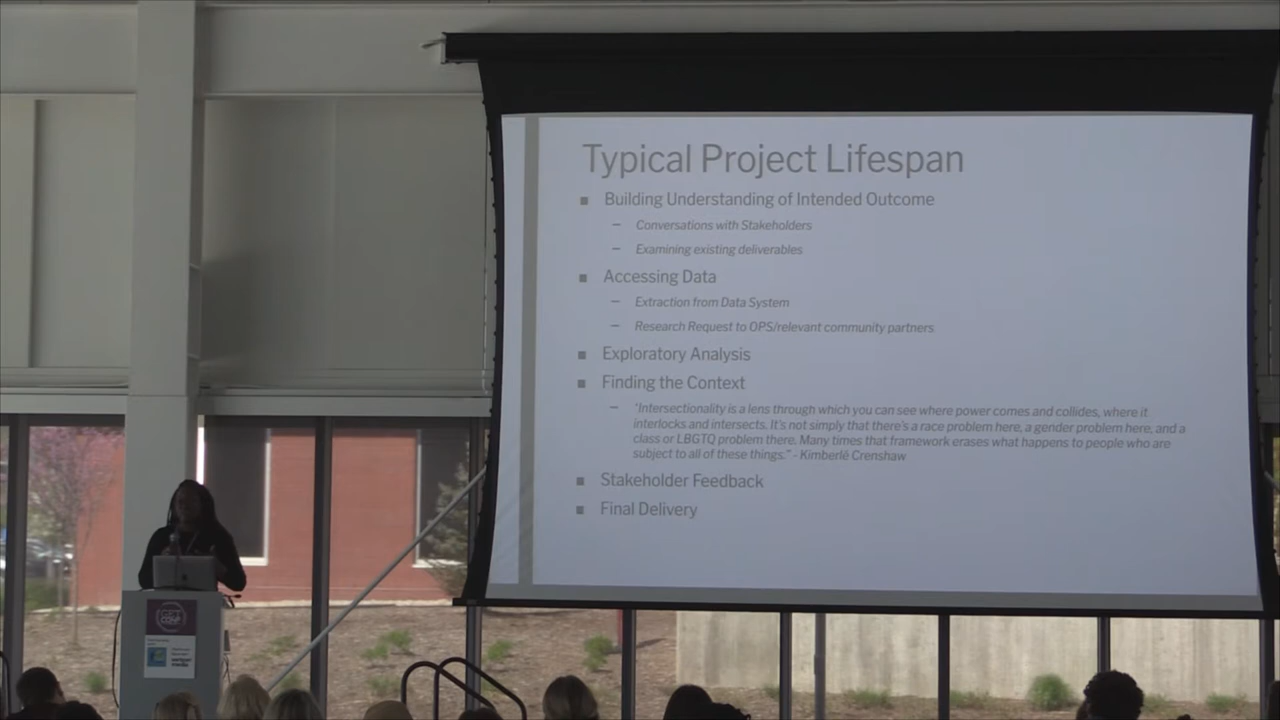 Typical Project Lifespan
■ Building Understanding of Intended Outcome
– Conversations with Stakeholders
– Examining existing deliverables
■ Accessing Data
– Extraction from Data System
– Research Request to OPS/relevant community partners
■ Exploratory Analysis
■ Finding the Context
– "Intersectionality is a lens through which you can see where power comes and collides, where it
interlocks and intersects. It's not simply that there's a race problem here, a gender problem here, and a
class or LBGTQ problem there. Many times that framework erases what happens to people who are
subject to all of these things." - Kimberlé Crenshaw
■ Stakeholder Feedback
■ Final Delivery